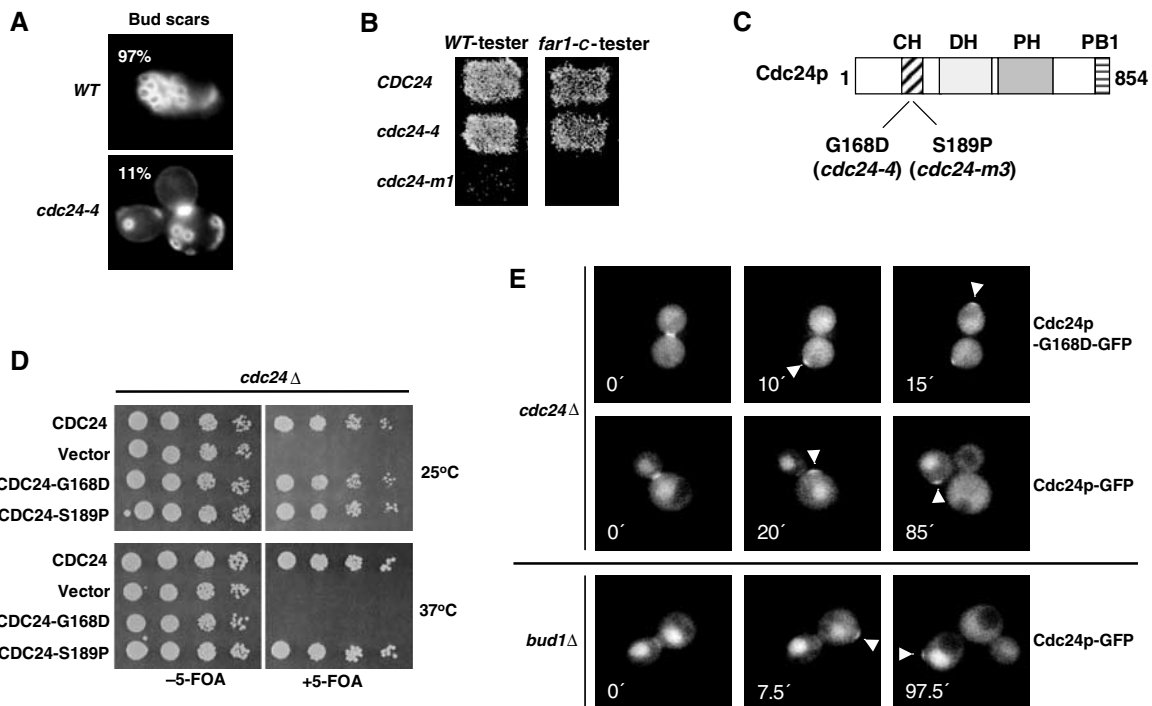 A
Bud scars
97%
WT
11%
cdc24-4
B
WT-tester far1-c-tester
CDC24
cdc24-4
cdc24-m1
C
CH DH PH PB1
Cdc24p 1 854
G168D S189P
(cdc24-4) (cdc24-m3)
D
cdc24Δ
CDC24
Vector
CDC24-G168D
CDC24-S189P
25°C
CDC24
Vector
CDC24-G168D
CDC24-S189P
37°C
–5-FOA +5-FOA
E
cdc24Δ
0´ 10´ 15´
Cdc24p
-G168D-GFP
0´ 20´ 85´
Cdc24p-GFP
bud1Δ
0´ 7.5´ 97.5´
Cdc24p-GFP